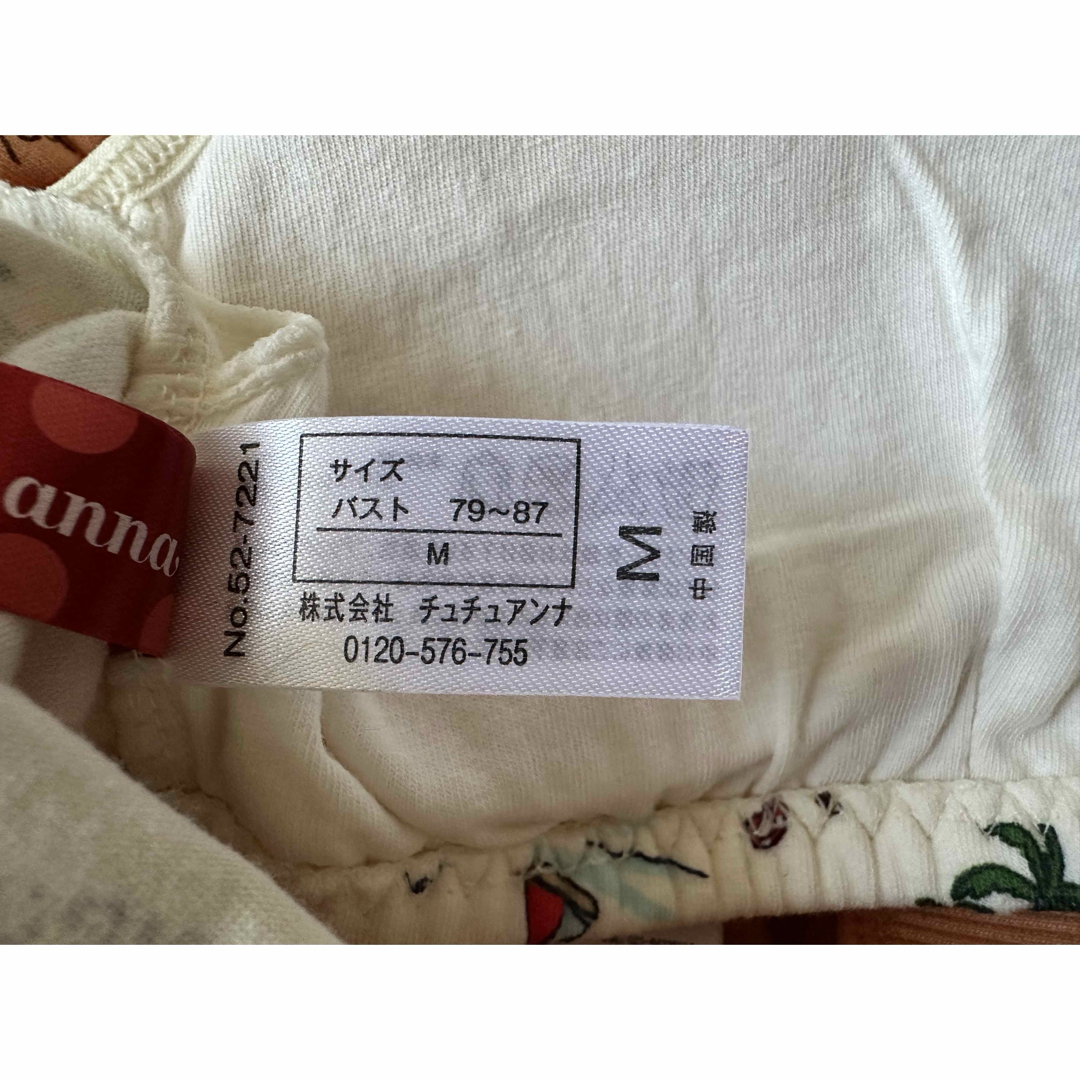 anna
No.52-7221
サイズ
バスト 79～87
M
株式会社 チュチュアンナ
0120-576-755
M
中国製